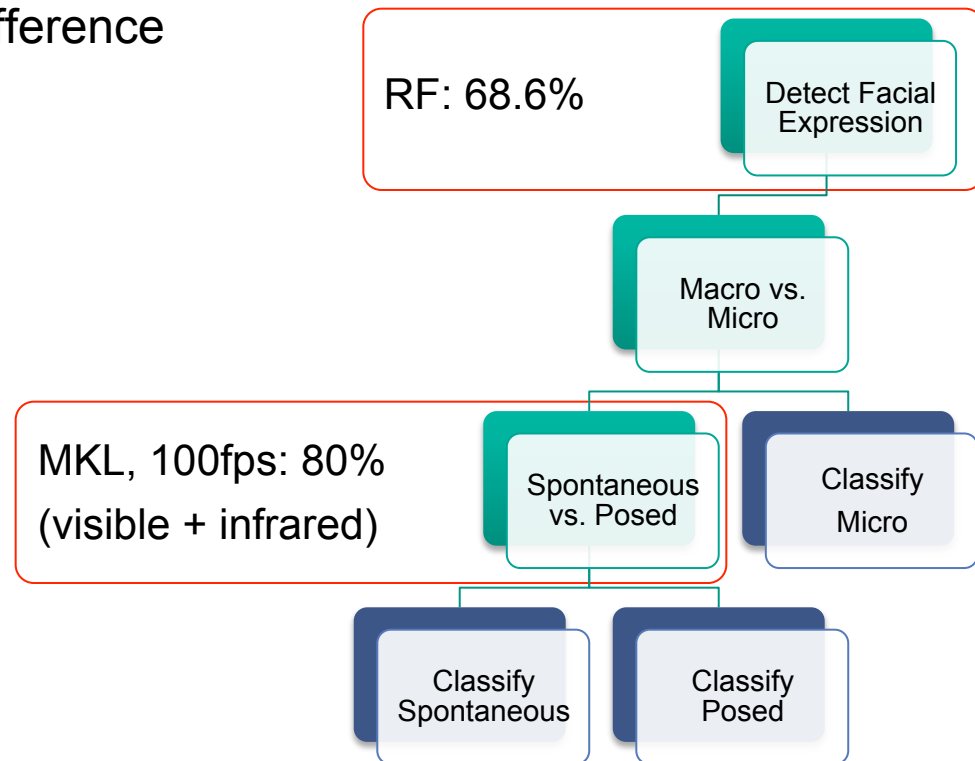 RF: 68.6%
Detect Facial
Expression
Macro vs.
Micro
MKL, 100fps: 80%
(visible + infrared)
Spontaneous
vs. Posed
Classify
Micro
Classify
Spontaneous
Classify
Posed